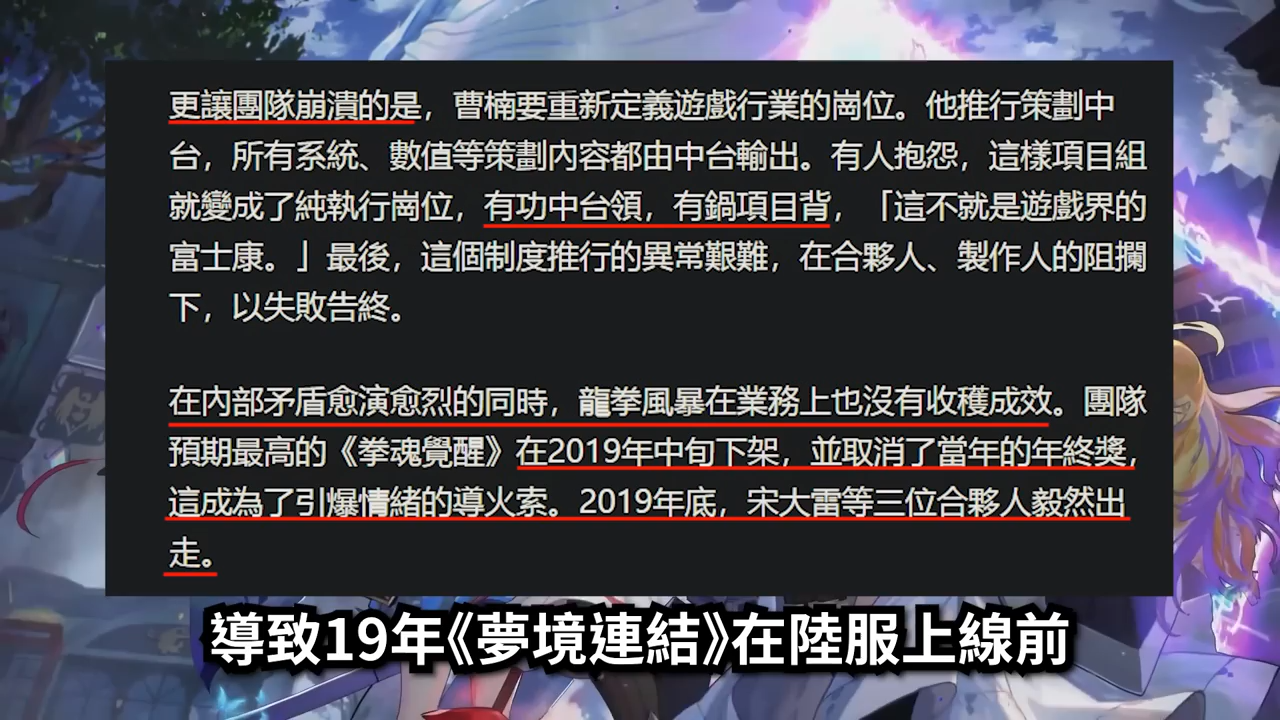 更讓團隊崩潰的是，曹楠要重新定義遊戲行業的崗位。他推行策劃中
台，所有系統、數值等策劃內容都由中台輸出。有人抱怨，這樣項目組
就變成了純執行崗位，有功中台領，有鍋項目背，「這不就是遊戲界的
富士康。」最後，這個制度推行的異常艱難，在合夥人、製作人的阻攔
下，以失敗告終。
在內部矛盾愈演愈烈的同時，龍拳風暴在業務上也沒有收穫成效。團隊
預期最高的《拳魂覺醒》在2019年中旬下架，並取消了當年的年終獎，
這成為了引爆情緒的導火索。2019年底，宋大雷等三位合夥人毅然出
走。
導致19年《夢境連結》在陸服上線前